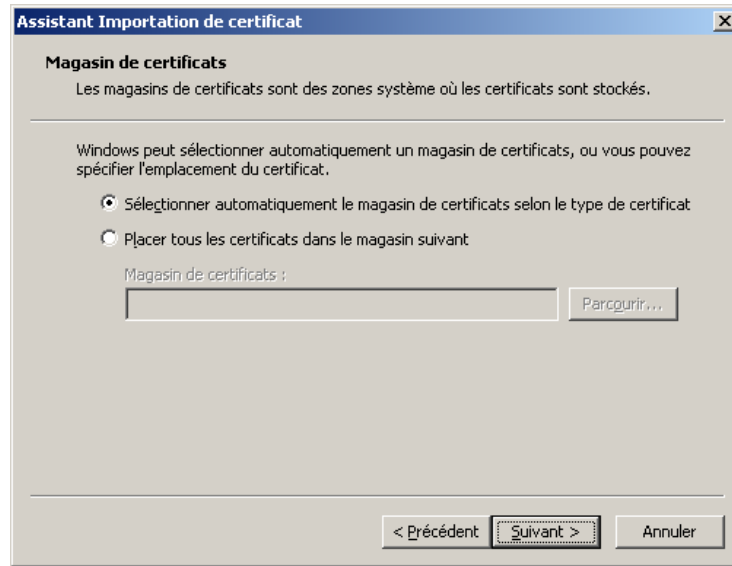 Assistant Importation de certificat
Magasin de certificats
Les magasins de certificats sont des zones système où les certificats sont stockés.
Windows peut sélectionner automatiquement un magasin de certificats, ou vous pouvez
spécifier l'emplacement du certificat.
Sélectionner automatiquement le magasin de certificats selon le type de certificat
Placer tous les certificats dans le magasin suivant
Magasin de certificats :
Parcourir...
< Précédent Suivant > Annuler